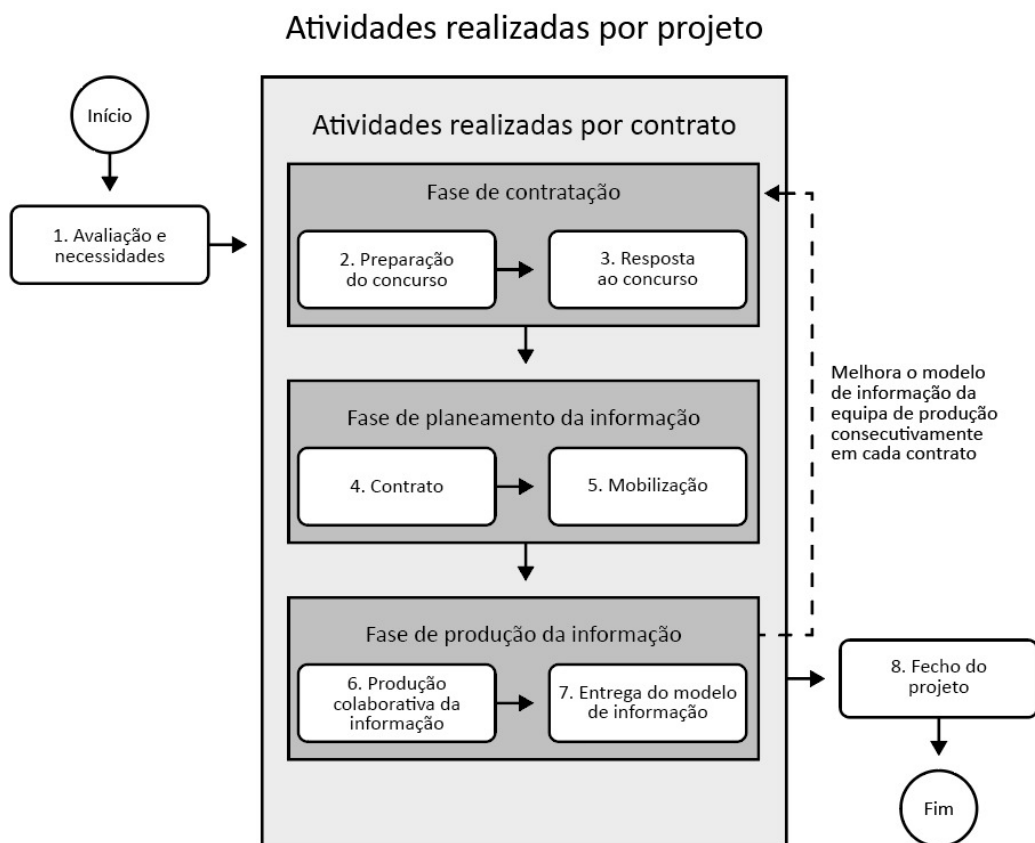 Atividades realizadas por projeto
Início
Atividades realizadas por contrato
Fase de contratação
1. Avaliação e
necessidades
2. Preparação
do concurso
3. Resposta
ao concurso
Melhora o modelo
de informação da
equipa de produção
consecutivamente
em cada contrato
Fase de planeamento da informação
4. Contrato
5. Mobilização
Fase de produção da informação
6. Produção
colaborativa da
informação
7. Entrega do modelo
de informação
8. Fecho do
projeto
Fim